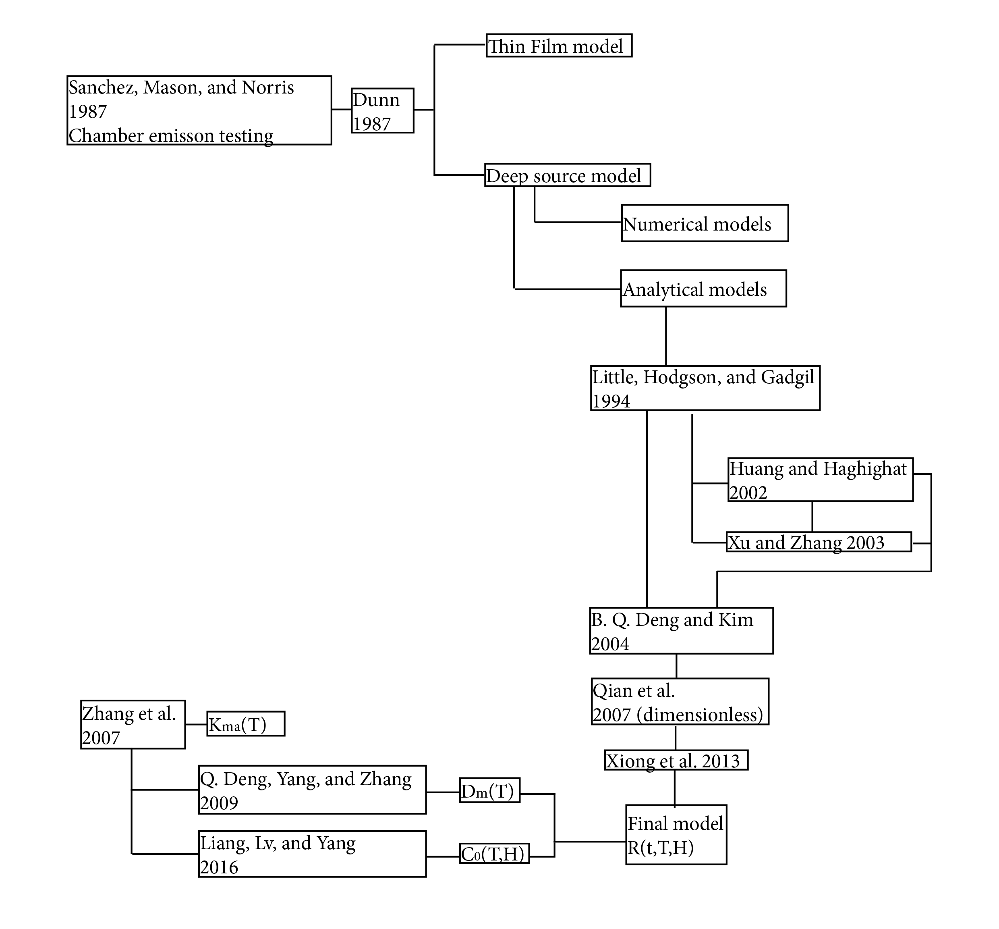 Thin Film model
Sanchez, Mason, and Norris
1987
Chamber emisson testing
Dunn
1987
Deep source model
Numerical models
Analytical models
Little, Hodgson, and Gadgil
1994
Huang and Haghighat
2002
Xu and Zhang 2003
B. Q. Deng and Kim
2004
Qian et al.
2007 (dimensionless)
Zhang et al.
2007
Kma(T)
Xiong et al. 2013
Q. Deng, Yang, and Zhang
2009
Dm(T)
Liang, Lv, and Yang
2016
C0(T,H)
Final model
R(t,T,H)